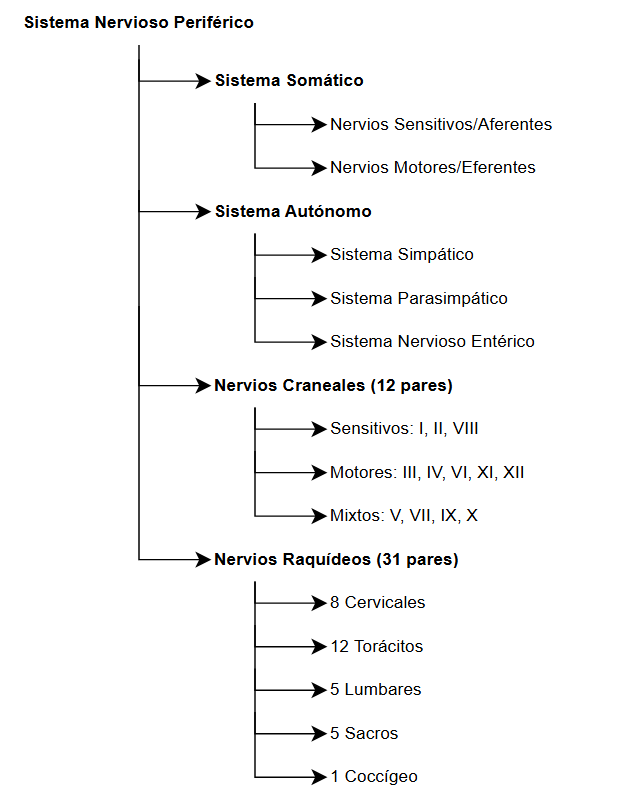 Sistema Nervioso Periférico
Sistema Somático
Nervios Sensitivos/Aferentes
Nervios Motores/Eferentes
Sistema Autónomo
Sistema Simpático
Sistema Parasimpático
Sistema Nervioso Entérico
Nervios Craneales (12 pares)
Sensitivos: I, II, VIII
Motores: III, IV, VI, XI, XII
Mixtos: V, VII, IX, X
Nervios Raquídeos (31 pares)
8 Cervicales
12 Torácitos
5 Lumbares
5 Sacros
1 Coccígeo